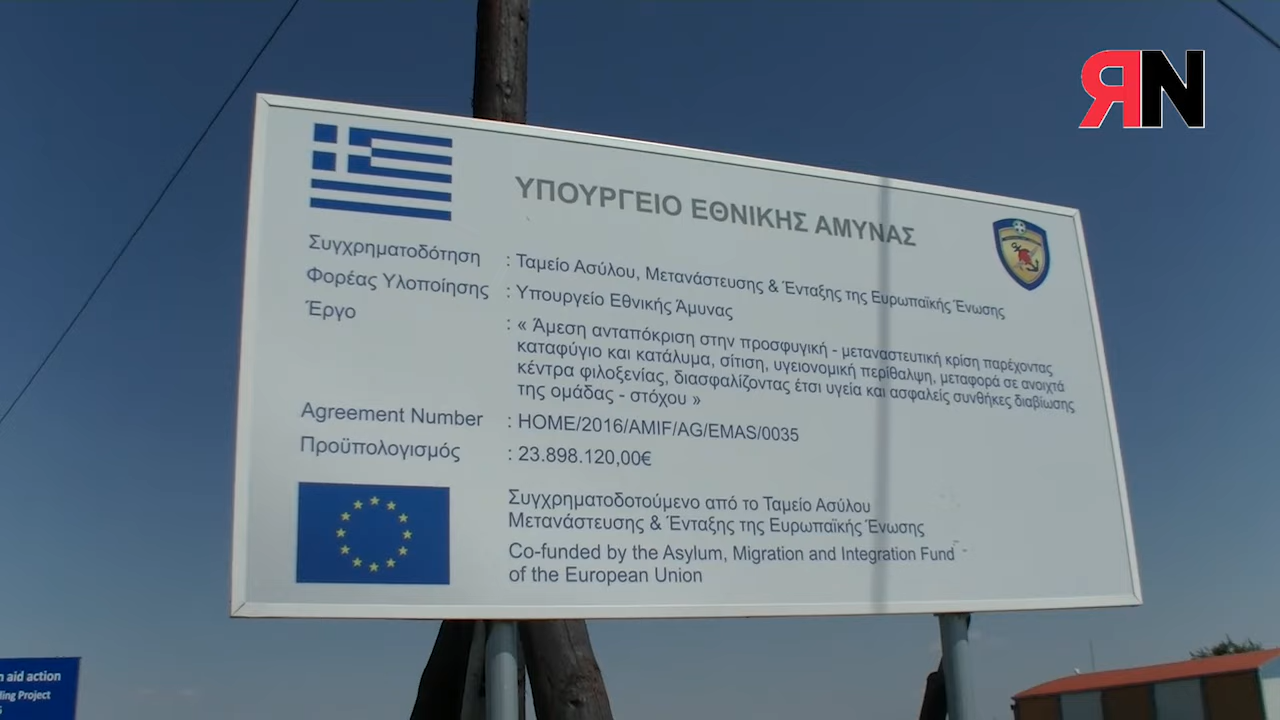 ЯN
ΥΠΟΥΡΓΕΙΟ ΕΘΝΙΚΗΣ ΑΜΥΝΑΣ
Συγχρηματοδότηση : Ταμείο Ασύλου, Μετανάστευσης & Ένταξης της Ευρωπαϊκής Ένωσης
Φορέας Υλοποίησης : Υπουργείο Εθνικής Άμυνας
Έργο : « Άμεση ανταπόκριση στην προσφυγική - μεταναστευτική κρίση παρέχοντας
καταφύγιο και κατάλυμα, σίτιση, υγειονομική περίθαλψη, μεταφορά σε ανοιχτά
κέντρα φιλοξενίας, διασφαλίζοντας έτσι υγεία και ασφαλείς συνθήκες διαβίωσης
της ομάδας - στόχου »
Agreement Number : HOME/2016/AMIF/AG/EMAS/0035
Προϋπολογισμός : 23.898.120,00€
Συγχρηματοδοτούμενο από το Ταμείο Ασύλου
Μετανάστευσης & Ένταξης της Ευρωπαϊκής Ένωσης
Co-funded by the Asylum, Migration and Integration Fund
of the European Union
aid action
Project